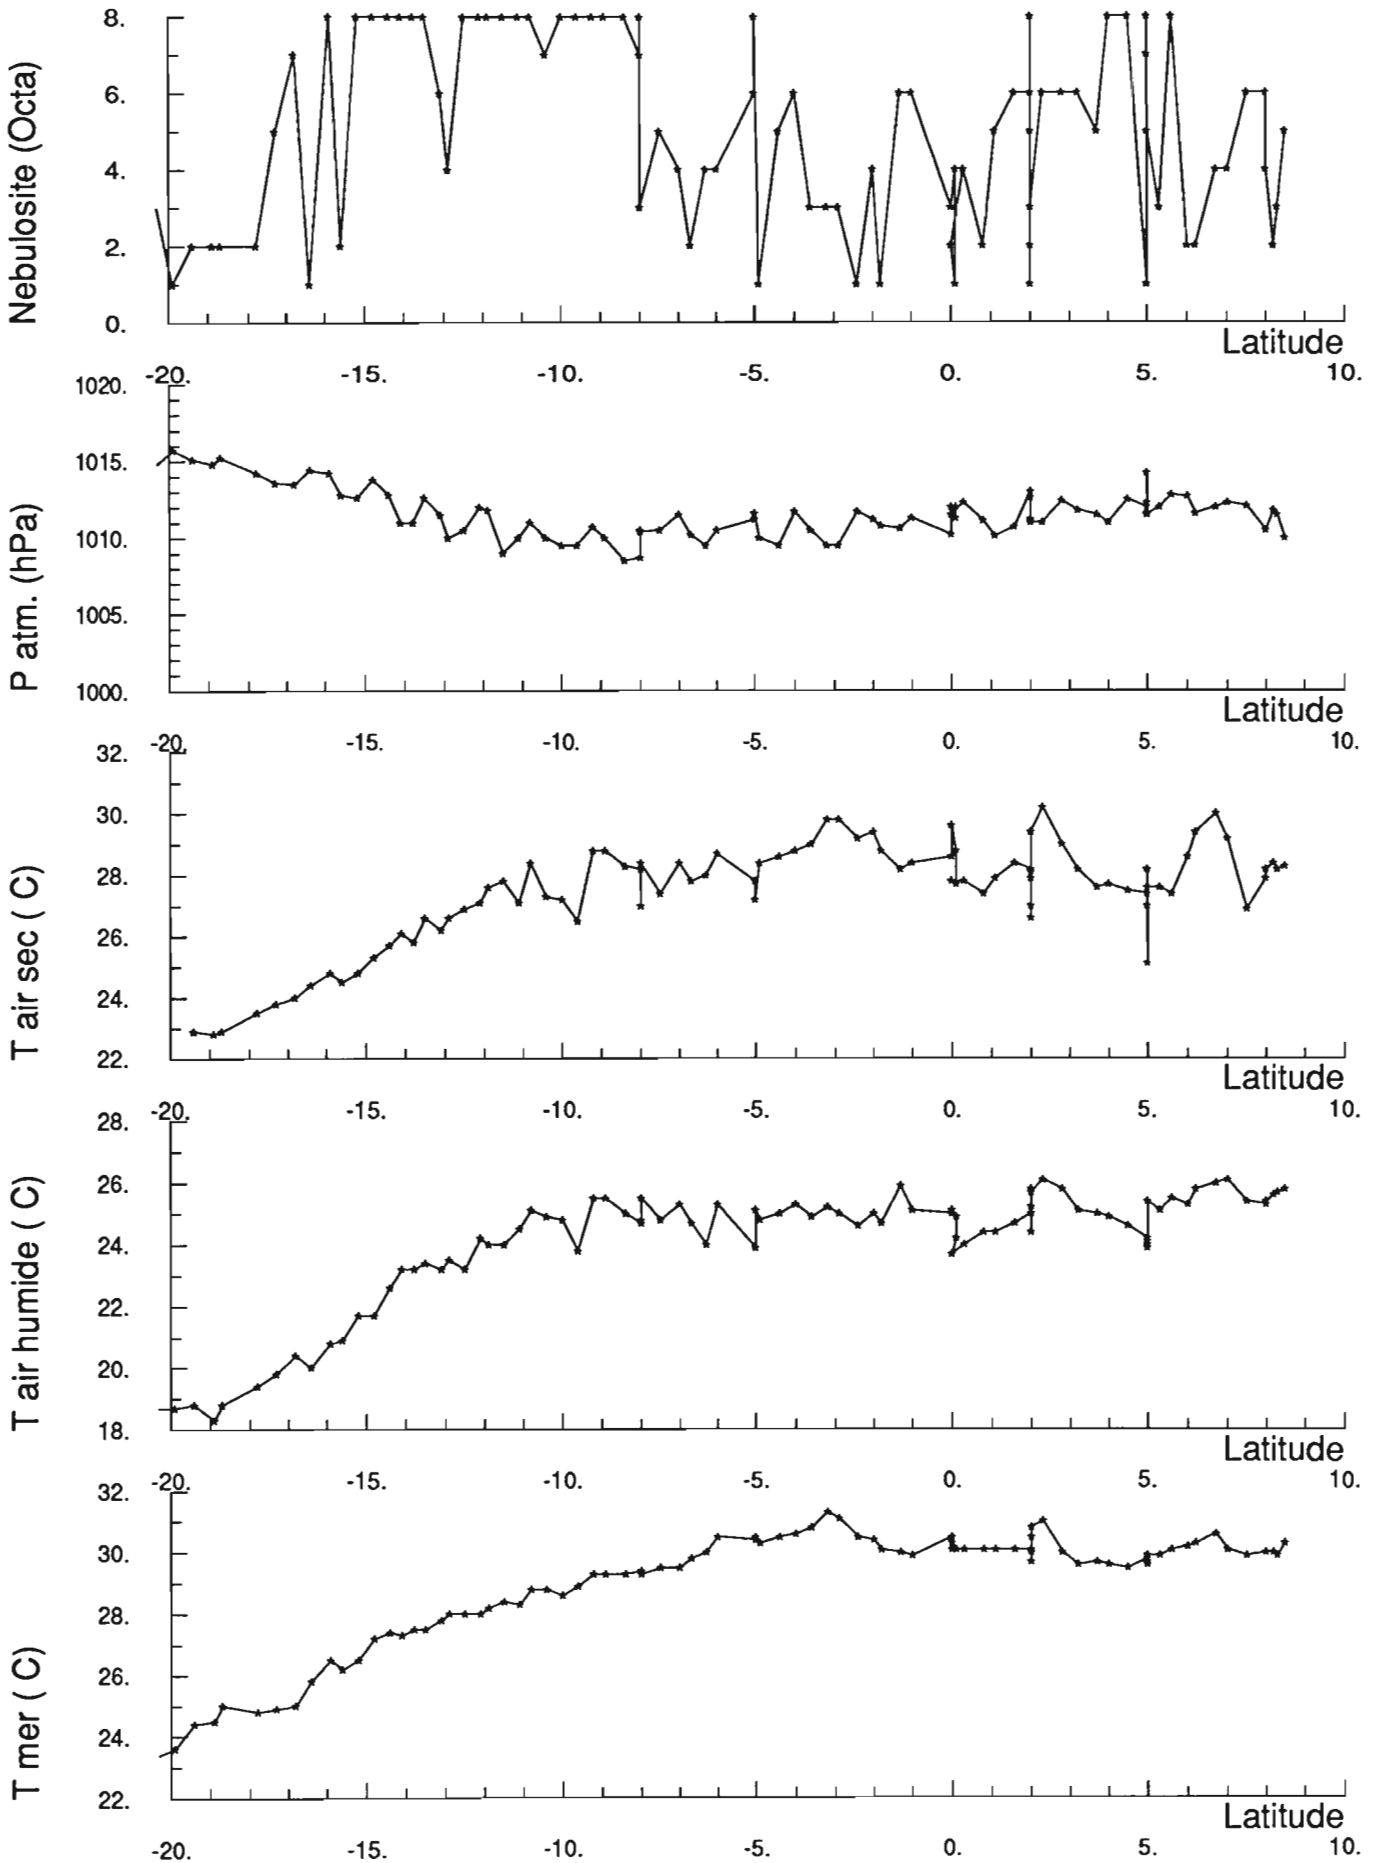 Nebulosite (Octa)
8.
6.
4.
2.
0.
Latitude
-20. -15. -10. -5. 0. 5. 10.
P atm. (hPa)
1020.
1015.
1010.
1005.
1000.
Latitude
-20. -15. -10. -5. 0. 5. 10.
T air sec ( C)
32.
30.
28.
26.
24.
22.
Latitude
-20. -15. -10. -5. 0. 5. 10.
T air humide ( C)
28.
26.
24.
22.
20.
18.
Latitude
-20. -15. -10. -5. 0. 5. 10.
T mer ( C)
32.
30.
28.
26.
24.
22.
Latitude
-20. -15. -10. -5. 0. 5. 10.